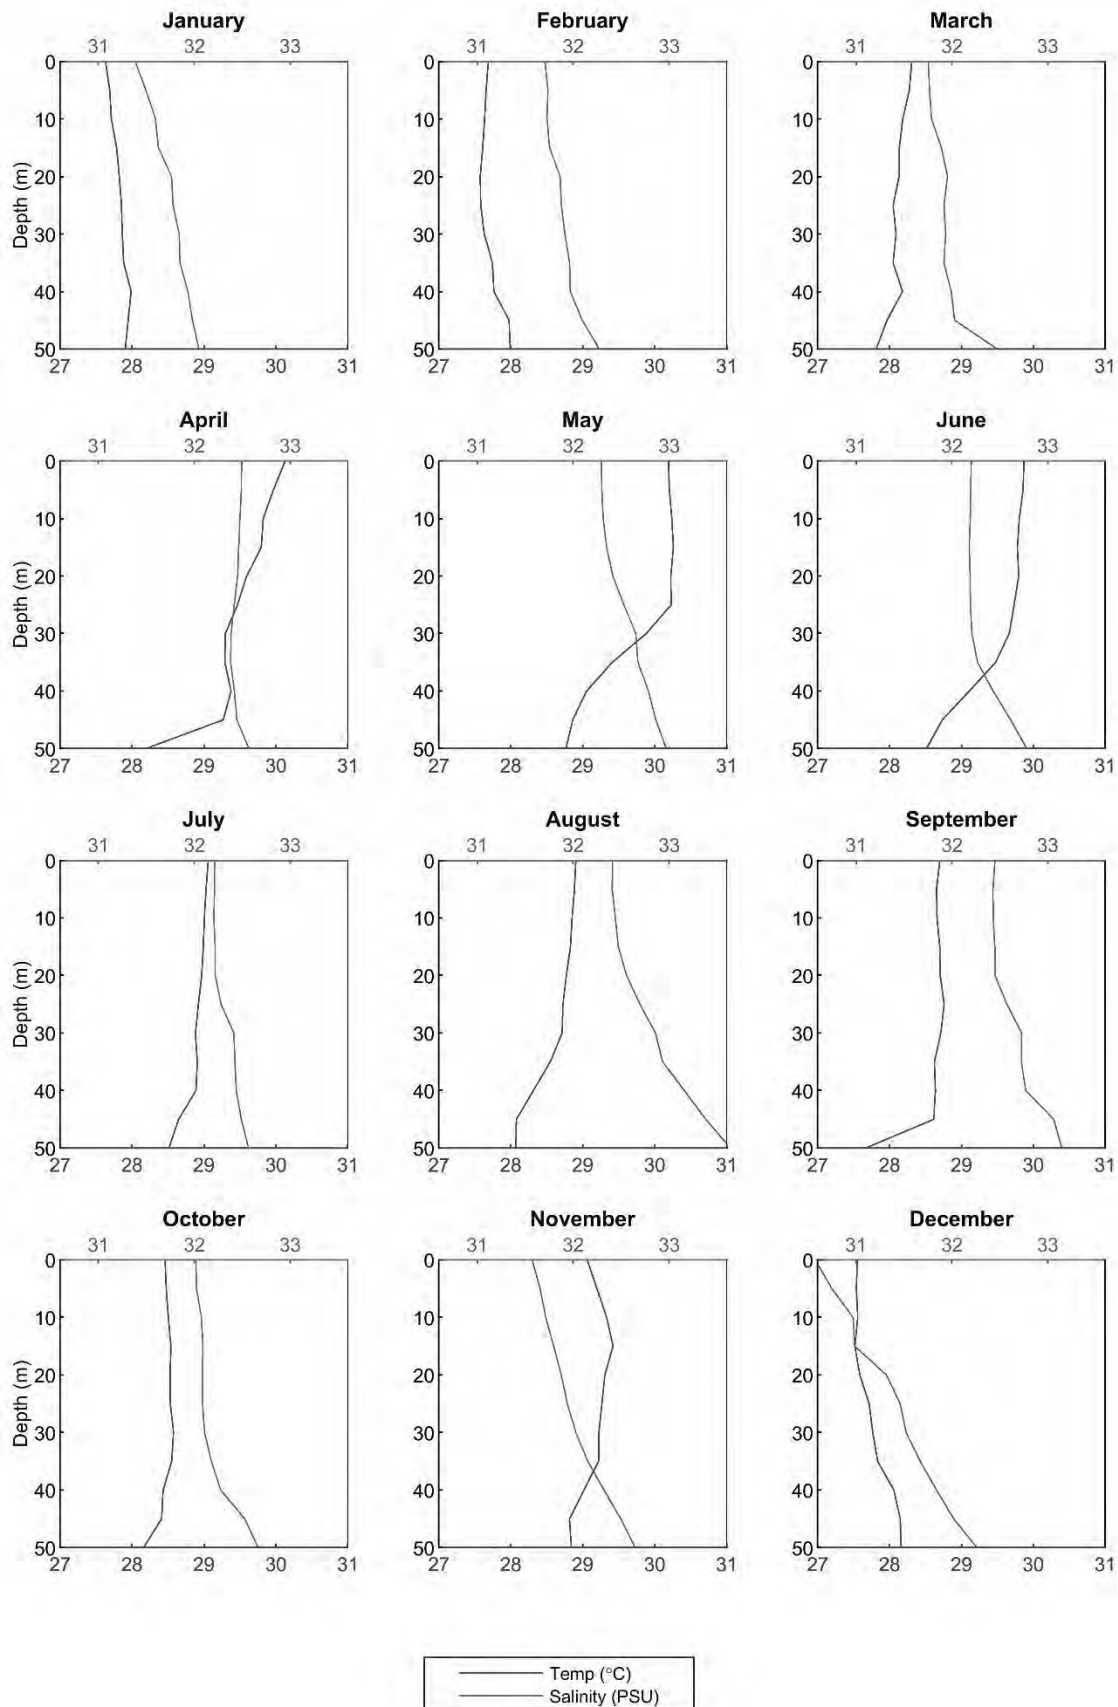 January February March
31 32 33 31 32 33 31 32 33
0 0 0
10 10 10
20 20 20
Depth (m)
30 30 30
40 40 40
50 50 50
27 28 29 30 31 27 28 29 30 31 27 28 29 30 31
April May June
31 32 33 31 32 33 31 32 33
0 0 0
10 10 10
20 20 20
Depth (m)
30 30 30
40 40 40
50 50 50
27 28 29 30 31 27 28 29 30 31 27 28 29 30 31
July August September
31 32 33 31 32 33 31 32 33
0 0 0
10 10 10
20 20 20
Depth (m)
30 30 30
40 40 40
50 50 50
27 28 29 30 31 27 28 29 30 31 27 28 29 30 31
October November December
31 32 33 31 32 33 31 32 33
0 0 0
10 10 10
20 20 20
Depth (m)
30 30 30
40 40 40
50 50 50
27 28 29 30 31 27 28 29 30 31 27 28 29 30 31
Temp (°C)
Salinity (PSU)